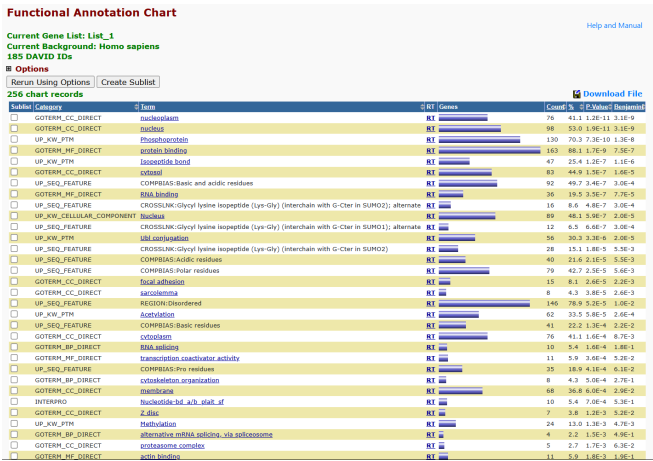 Functional Annotation Chart
Help and Manual
Current Gene List: List_1
Current Background: Homo sapiens
185 DAVID IDs
Options
Rerun Using Options Create Sublist
256 chart records Download File
Sublist Category Term RT Genes Count % P-Value Benjamini
GOTERM_CC_DIRECT nucleoplasm RT 76 41.1 1.2E-11 3.1E-9
GOTERM_CC_DIRECT nucleus RT 98 53.0 1.9E-11 3.1E-9
UP_KW_PTM Phosphoprotein RT 130 70.3 7.3E-10 1.3E-8
GOTERM_MF_DIRECT protein binding RT 163 88.1 1.7E-9 7.5E-7
UP_KW_PTM Isopeptide bond RT 47 25.4 1.2E-7 1.1E-6
GOTERM_CC_DIRECT cytosol RT 83 44.9 1.5E-7 1.6E-5
UP_SEQ_FEATURE COMPBIAS:Basic and acidic residues RT 92 49.7 3.4E-7 3.0E-4
GOTERM_MF_DIRECT RNA binding RT 36 19.5 3.5E-7 7.7E-5
UP_SEQ_FEATURE CROSSLNK:Glycyl lysine isopeptide (Lys-Gly) (interchain with G-Cter in SUMO2); alternate RT 16 8.6 4.8E-7 3.0E-4
UP_KW_CELLULAR_COMPONENT Nucleus RT 89 48.1 5.9E-7 2.0E-5
UP_SEQ_FEATURE CROSSLNK:Glycyl lysine isopeptide (Lys-Gly) (interchain with G-Cter in SUMO1); alternate RT 12 6.5 6.6E-7 3.0E-4
UP_KW_PTM Ubl conjugation RT 56 30.3 3.3E-6 2.0E-5
UP_SEQ_FEATURE CROSSLNK:Glycyl lysine isopeptide (Lys-Gly) (interchain with G-Cter in SUMO2) RT 28 15.1 1.8E-5 5.5E-3
UP_SEQ_FEATURE COMPBIAS:Acidic residues RT 40 21.6 2.1E-5 5.5E-3
UP_SEQ_FEATURE COMPBIAS:Polar residues RT 79 42.7 2.5E-5 5.6E-3
GOTERM_CC_DIRECT focal adhesion RT 15 8.1 2.6E-5 2.2E-3
GOTERM_CC_DIRECT sarcolemma RT 8 4.3 3.8E-5 2.6E-3
UP_SEQ_FEATURE REGION:Disordered RT 146 78.9 5.2E-5 1.0E-2
UP_KW_PTM Acetylation RT 62 33.5 5.8E-5 2.6E-4
UP_SEQ_FEATURE COMPBIAS:Basic residues RT 41 22.2 1.3E-4 2.2E-2
GOTERM_CC_DIRECT cytoplasm RT 76 41.1 1.6E-4 8.7E-3
GOTERM_BP_DIRECT RNA splicing RT 10 5.4 1.6E-4 1.8E-1
GOTERM_MF_DIRECT transcription coactivator activity RT 11 5.9 3.6E-4 5.2E-2
UP_SEQ_FEATURE COMPBIAS:Pro residues RT 35 18.9 4.1E-4 6.1E-2
GOTERM_BP_DIRECT cytoskeleton organization RT 8 4.3 5.0E-4 2.7E-1
GOTERM_CC_DIRECT membrane RT 68 36.8 6.0E-4 2.9E-2
INTERPRO Nucleotide-bd_a/b_plait_sf RT 10 5.4 7.0E-4 5.3E-1
GOTERM_CC_DIRECT Z disc RT 7 3.8 1.2E-3 5.2E-2
UP_KW_PTM Methylation RT 24 13.0 1.3E-3 4.7E-3
GOTERM_BP_DIRECT alternative mRNA splicing, via spliceosome RT 4 2.2 1.5E-3 4.9E-1
GOTERM_CC_DIRECT proteasome complex RT 5 2.7 1.7E-3 6.3E-2
GOTERM_MF_DIRECT actin binding RT 11 5.9 1.8E-3 1.9E-1